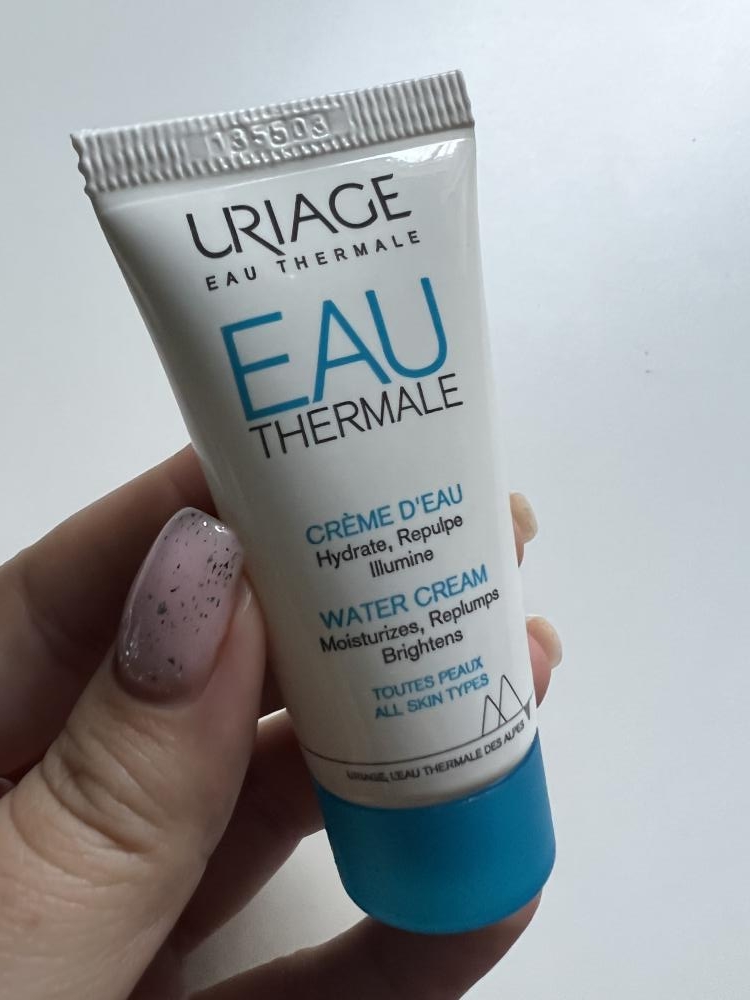 135503
URIAGE
EAU THERMALE
EAU
THERMALE
CRÈME D'EAU
Hydrate, Repulpe
Illumine
WATER CREAM
Moisturizes, Replumps
Brightens
TOUTES PEAUX
ALL SKIN TYPES
URIAGE, L'EAU THERMALE DES ALPES